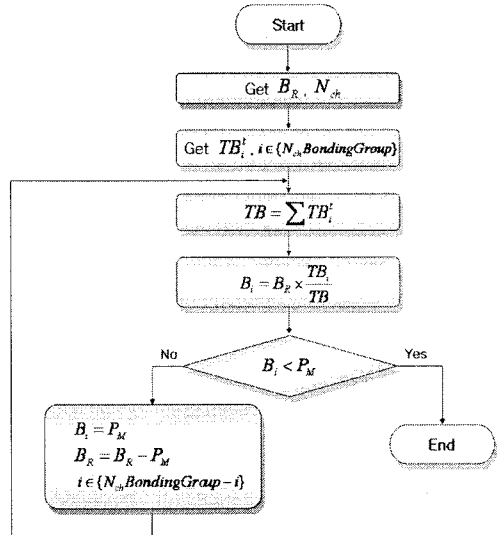 Start
Get B_R, N_ch
Get TB_i^t, i ∈ {N_ch BondingGroup}
TB = ∑ TB_i^t
B_i = B_R × TB_i / TB
No
B_i < P_M
Yes
B_i = P_M
B_R = B_R − P_M
i ∈ {N_ch BondingGroup − i}
End